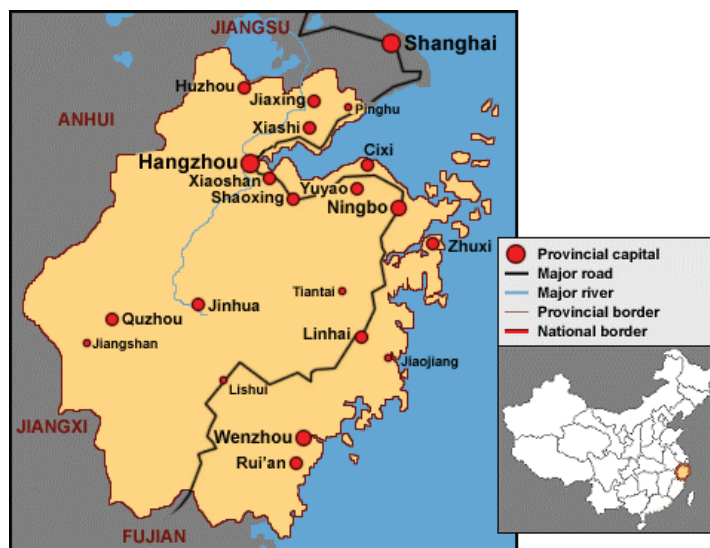 JIANGSU
Shanghai
Huzhou
Jiaxing
Pinghu
ANHUI
Xiashi
Cixi
Hangzhou
Xiaoshan
Yuyao
Shaoxing
Ningbo
Zhuxi
Provincial capital
Major road
Tiantai
Major river
Jinhua
Provincial border
Quzhou
National border
Linhai
Jiangshan
Jiaojiang
Lishui
JIANGXI
Wenzhou
Rui'an
FUJIAN